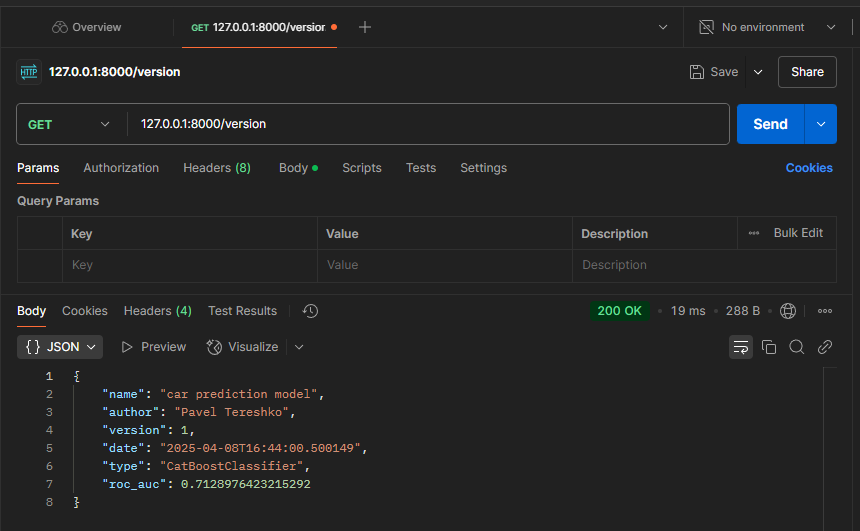 Overview
GET 127.0.0.1:8000/version
No environment
HTTP 127.0.0.1:8000/version
Save
Share
GET
127.0.0.1:8000/version
Send
Params Authorization Headers (8) Body Scripts Tests Settings Cookies
Query Params
Key Value Description Bulk Edit
Key Value Description
Body Cookies Headers (4) Test Results 200 OK 19 ms 288 B
{} JSON Preview Visualize
1 {
2 "name": "car prediction model",
3 "author": "Pavel Tereshko",
4 "version": 1,
5 "date": "2025-04-08T16:44:00.500149",
6 "type": "CatBoostClassifier",
7 "roc_auc": 0.7128976423215292
8 }